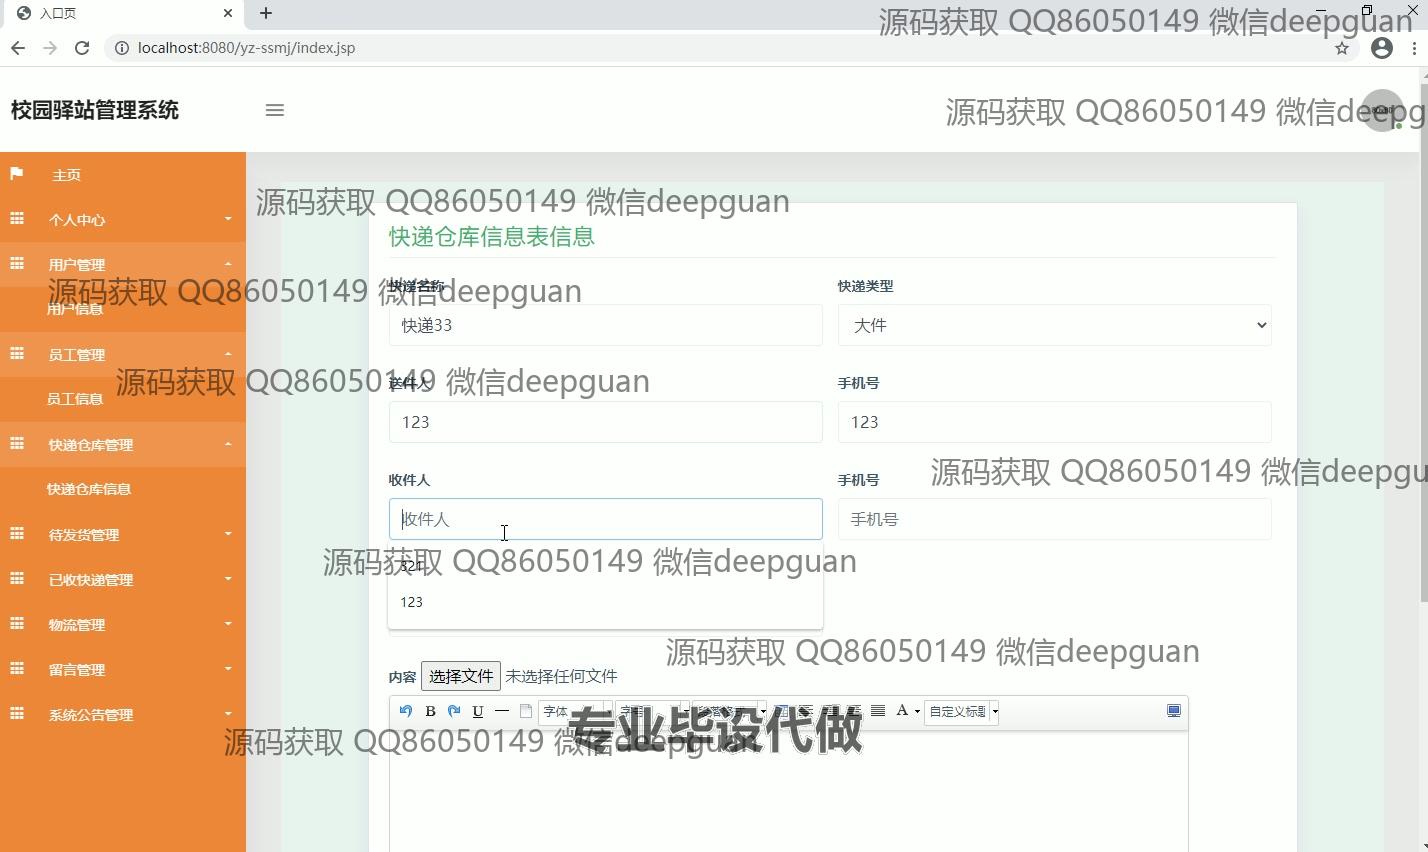 入口页
源码获取 QQ86050149 微信deepguan
localhost:8080/yz-ssmj/index.jsp
校园驿站管理系统
源码获取 QQ86050149 微信deepg
主页
个人中心
用户管理
用户信息
员工管理
员工信息
快递仓库管理
快递仓库信息
待发货管理
已收快递管理
物流管理
留言管理
系统公告管理
源码获取 QQ86050149 微信deepguan
快递仓库信息表信息
源码获取 QQ86050149 微信deepguan
快递名称
快递类型
快递33
大件
源码获取 QQ86050149 微信deepguan
送件人
手机号
123
123
收件人
手机号
源码获取 QQ86050149 微信deepgu
收件人
手机号
源码获取 QQ86050149 微信deepguan
321
123
源码获取 QQ86050149 微信deepguan
内容 选择文件 未选择任何文件
B U 字体 段落格式 A 自定义标题
专业毕设代做
源码获取 QQ86050149 微信deepguan